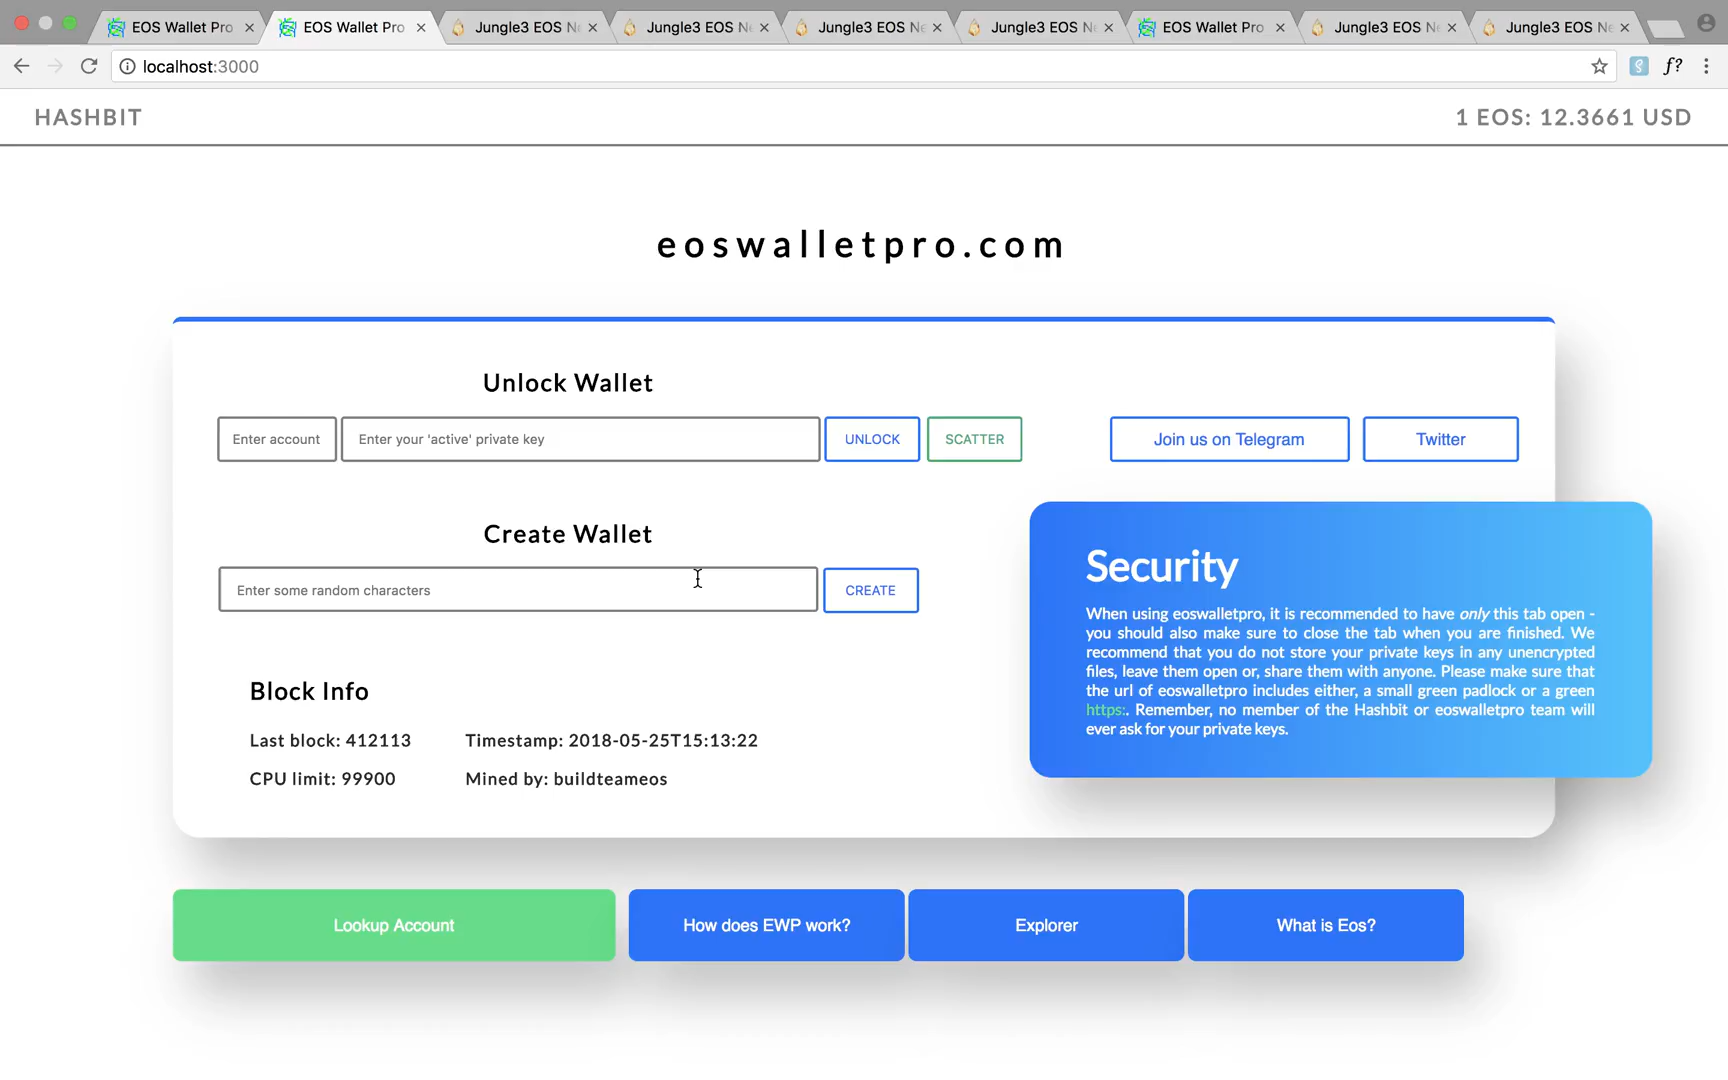 EOS Wallet Pro
EOS Wallet Pro
Jungle3 EOS Ne
Jungle3 EOS Ne
Jungle3 EOS Ne
Jungle3 EOS Ne
EOS Wallet Pro
Jungle3 EOS Ne
Jungle3 EOS Ne
localhost:3000
f?
HASHBIT
1 EOS: 12.3661 USD
eoswalletpro.com
Unlock Wallet
Enter account
Enter your 'active' private key
UNLOCK
SCATTER
Join us on Telegram
Twitter
Create Wallet
Enter some random characters
CREATE
Security
When using eoswalletpro, it is recommended to have only this tab open -
you should also make sure to close the tab when you are finished. We
recommend that you do not store your private keys in any unencrypted
files, leave them open or, share them with anyone. Please make sure that
the url of eoswalletpro includes either, a small green padlock or a green
https:. Remember, no member of the Hashbit or eoswalletpro team will
ever ask for your private keys.
Block Info
Last block: 412113
Timestamp: 2018-05-25T15:13:22
CPU limit: 99900
Mined by: buildteameos
Lookup Account
How does EWP work?
Explorer
What is Eos?